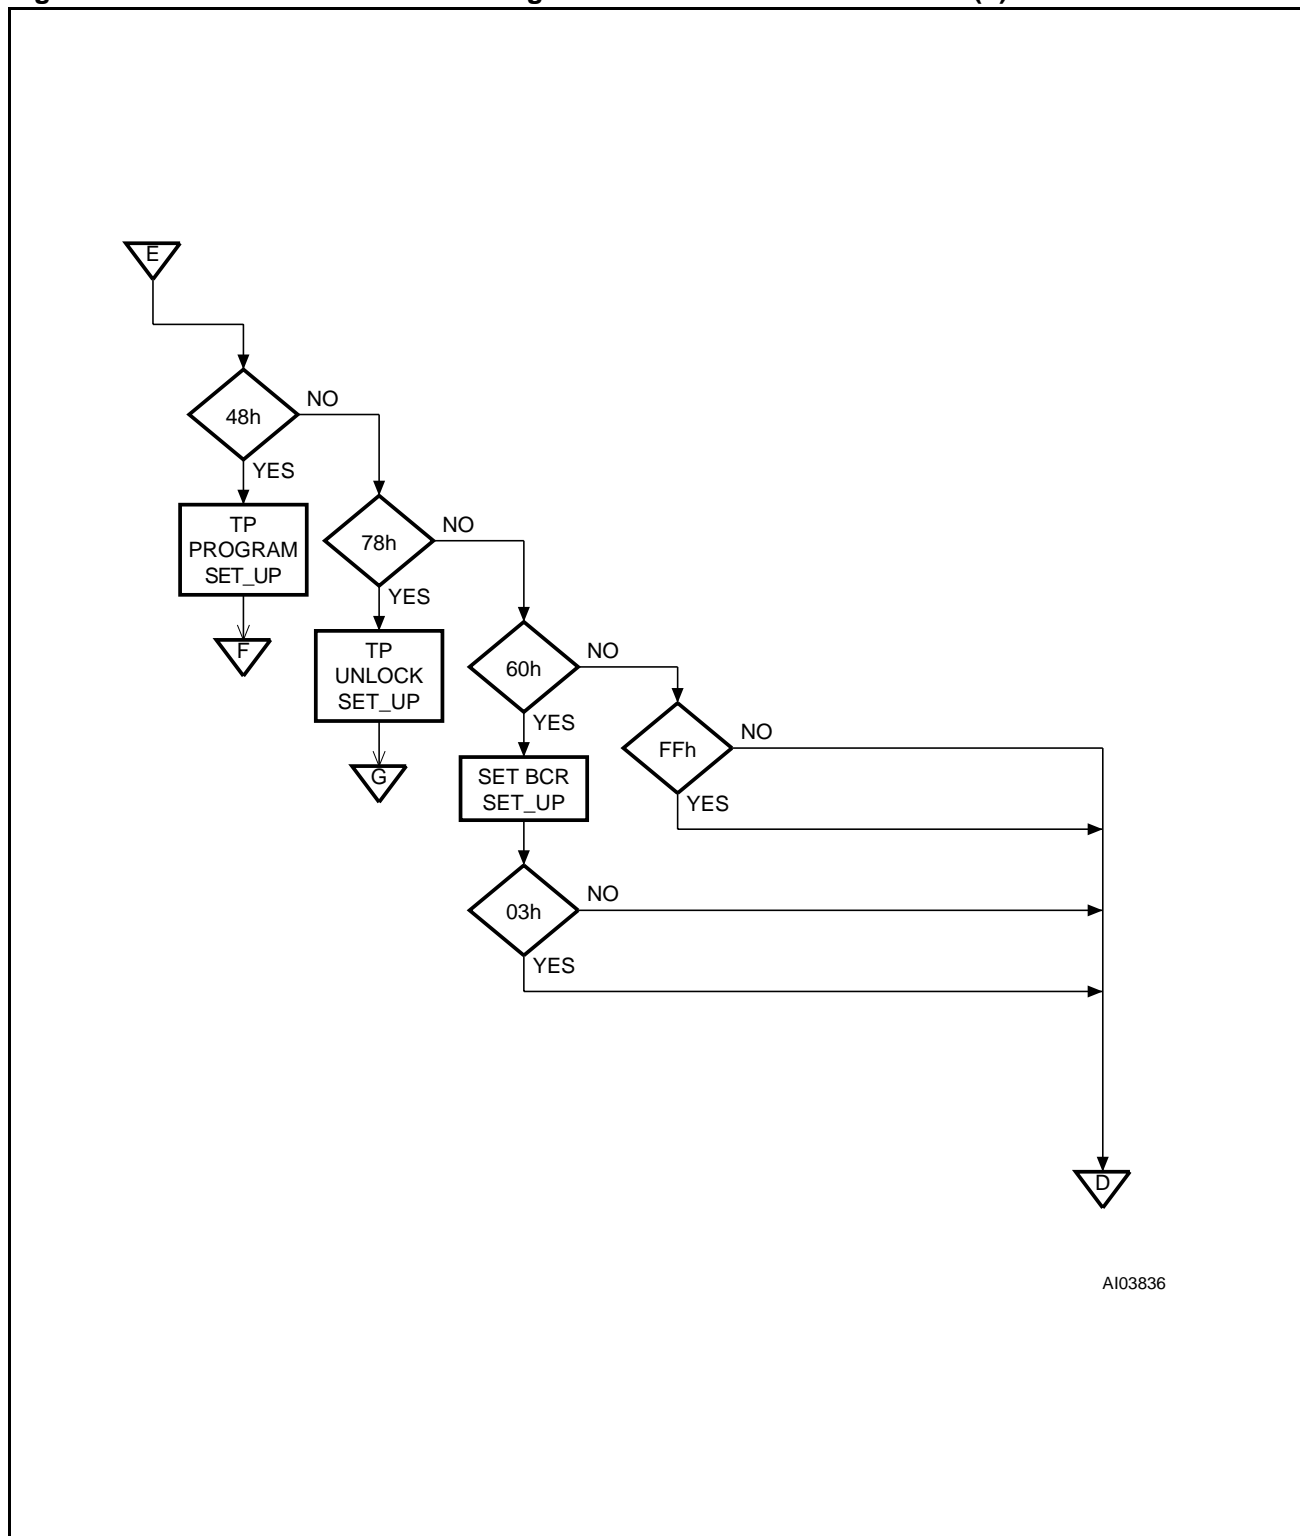 E
48h
NO
YES
TP
PROGRAM
SET_UP
F
78h
NO
YES
TP
UNLOCK
SET_UP
G
60h
NO
YES
SET BCR
SET_UP
FFh
NO
YES
03h
NO
YES
D
AI03836